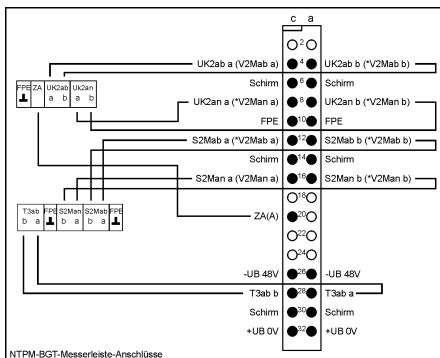 c a
2
UK2ab a (V2Mab a) 4 UK2ab b (*V2Mab b)
FPE ZA UK2ab UK2an
a b a b
Schirm 6 Schirm
UK2an a (*V2Man a) 8 UK2an b (*V2Mab b)
FPE 10 FPE
S2Mab a (*V2Mab a) 12 S2Mab b (*V2Mab b)
Schirm 14 Schirm
S2Man a (V2Man a) 16 S2Man b (*V2Man b)
18
T3ab FPE S2Man S2Mab FPE
b a b a b a
ZA(A) 20
22
24
-UB 48V 26 -UB 48V
T3ab b 28 T3ab a
Schirm 30 Schirm
+UB 0V 32 +UB 0V
NTPM-BGT-Messerleiste-Anschlüsse